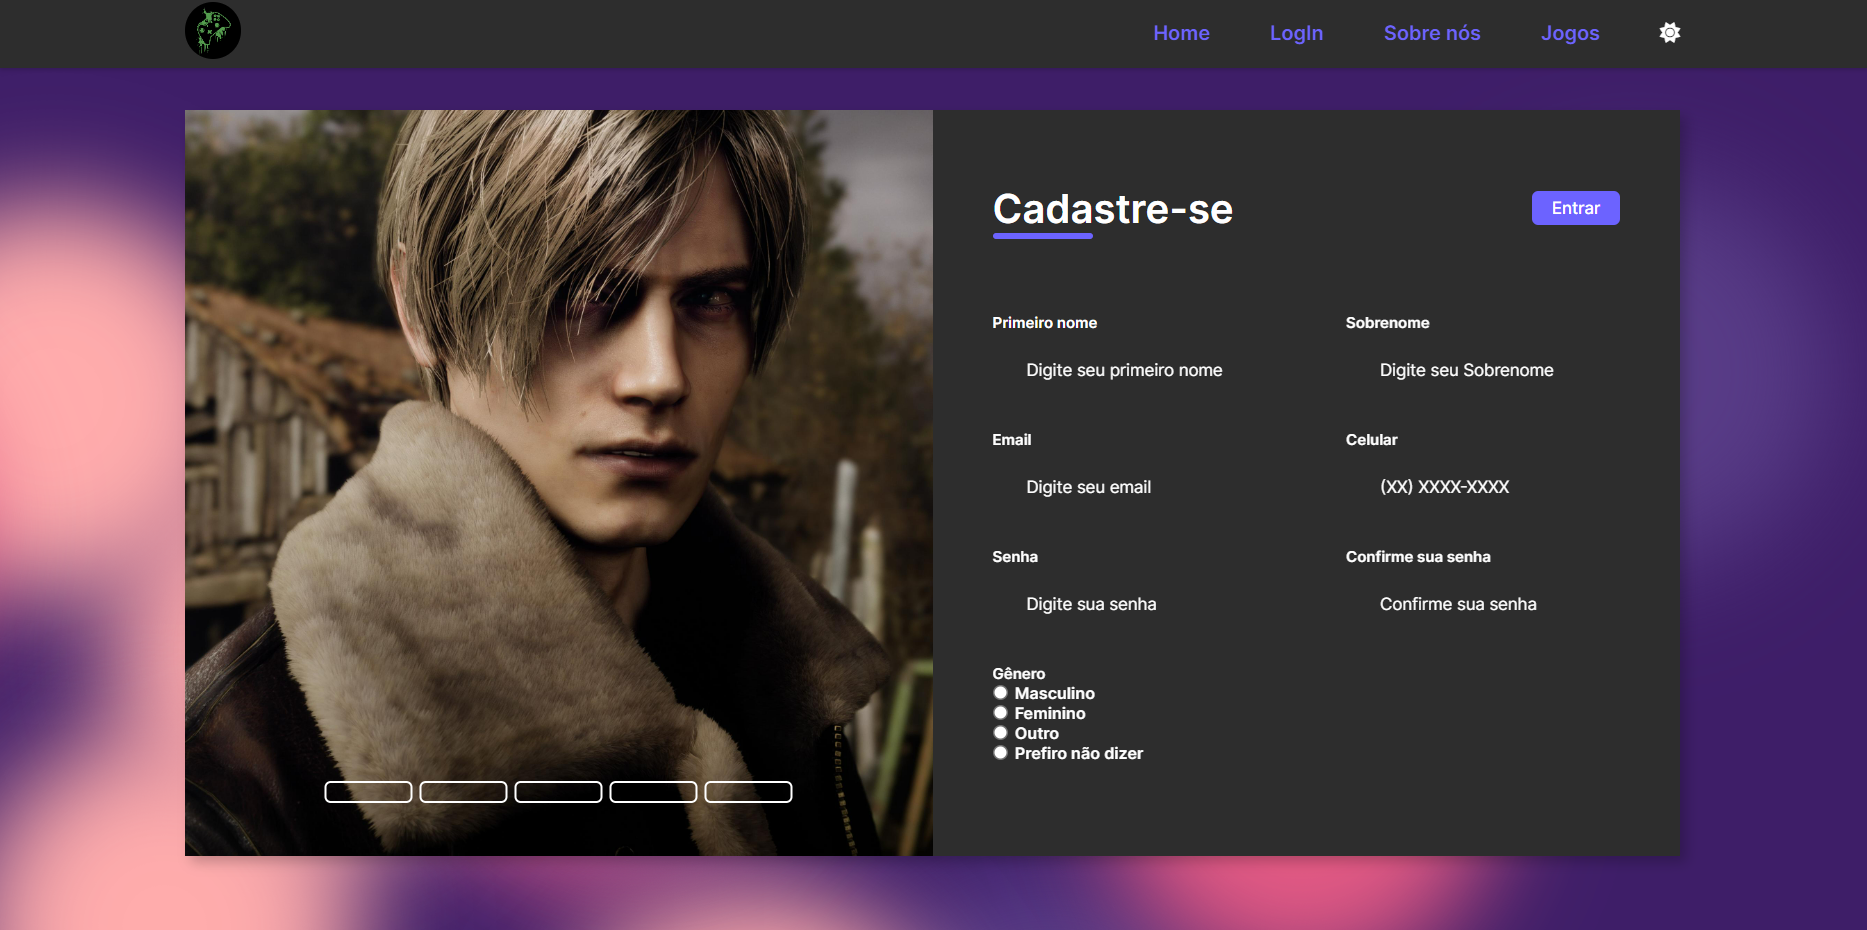 Home LogIn Sobre nós Jogos
Cadastre-se
Entrar
Primeiro nome Sobrenome
Digite seu primeiro nome Digite seu Sobrenome
Email Celular
Digite seu email (XX) XXXX-XXXX
Senha Confirme sua senha
Digite sua senha Confirme sua senha
Gênero
Masculino
Feminino
Outro
Prefiro não dizer